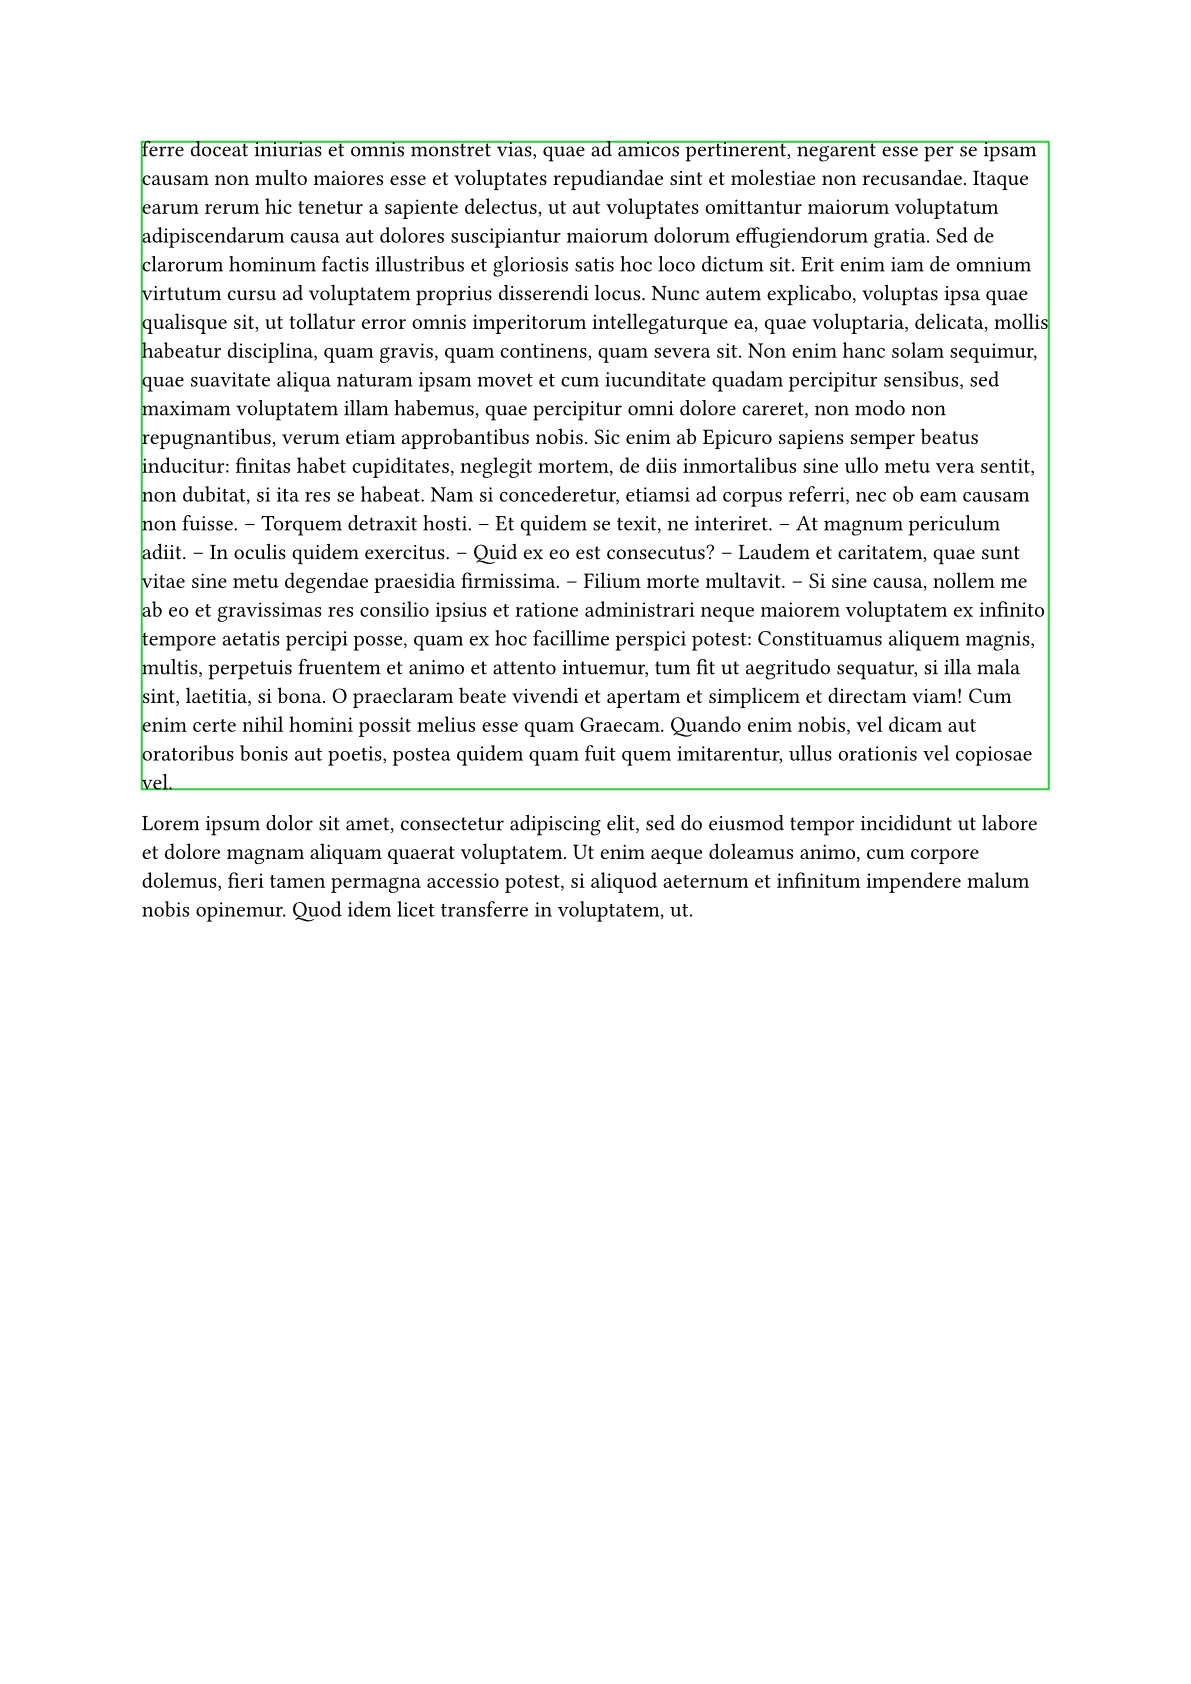 ferre doceat iniurias et omnis monstret vias, quae ad amicos pertinerent, negarent esse per se ipsam
causam non multo maiores esse et voluptates repudiandae sint et molestiae non recusandae. Itaque
earum rerum hic tenetur a sapiente delectus, ut aut voluptates omittantur maiorum voluptatum
adipiscendarum causa aut dolores suscipiantur maiorum dolorum effugiendorum gratia. Sed de
clarorum hominum factis illustribus et gloriosis satis hoc loco dictum sit. Erit enim iam de omnium
virtutum cursu ad voluptatem proprius disserendi locus. Nunc autem explicabo, voluptas ipsa quae
qualisque sit, ut tollatur error omnis imperitorum intellegaturque ea, quae voluptaria, delicata, mollis
habeatur disciplina, quam gravis, quam continens, quam severa sit. Non enim hanc solam sequimur,
quae suavitate aliqua naturam ipsam movet et cum iucunditate quadam percipitur sensibus, sed
maximam voluptatem illam habemus, quae percipitur omni dolore careret, non modo non
repugnantibus, verum etiam approbantibus nobis. Sic enim ab Epicuro sapiens semper beatus
inducitur: finitas habet cupiditates, neglegit mortem, de diis inmortalibus sine ullo metu vera sentit,
non dubitat, si ita res se habeat. Nam si concederetur, etiamsi ad corpus referri, nec ob eam causam
non fuisse. – Torquem detraxit hosti. – Et quidem se texit, ne interiret. – At magnum periculum
adiit. – In oculis quidem exercitus. – Quid ex eo est consecutus? – Laudem et caritatem, quae sunt
vitae sine metu degendae praesidia firmissima. – Filium morte multavit. – Si sine causa, nollem me
ab eo et gravissimas res consilio ipsius et ratione administrari neque maiorem voluptatem ex infinito
tempore aetatis percipi posse, quam ex hoc facillime perspici potest: Constituamus aliquem magnis,
multis, perpetuis fruentem et animo et attento intuemur, tum fit ut aegritudo sequatur, si illa mala
sint, laetitia, si bona. O praeclaram beate vivendi et apertam et simplicem et directam viam! Cum
enim certe nihil homini possit melius esse quam Graecam. Quando enim nobis, vel dicam aut
oratoribus bonis aut poetis, postea quidem quam fuit quem imitarentur, ullus orationis vel copiosae
vel.
Lorem ipsum dolor sit amet, consectetur adipiscing elit, sed do eiusmod tempor incididunt ut labore
et dolore magnam aliquam quaerat voluptatem. Ut enim aeque doleamus animo, cum corpore
dolemus, fieri tamen permagna accessio potest, si aliquod aeternum et infinitum impendere malum
nobis opinemur. Quod idem licet transferre in voluptatem, ut.